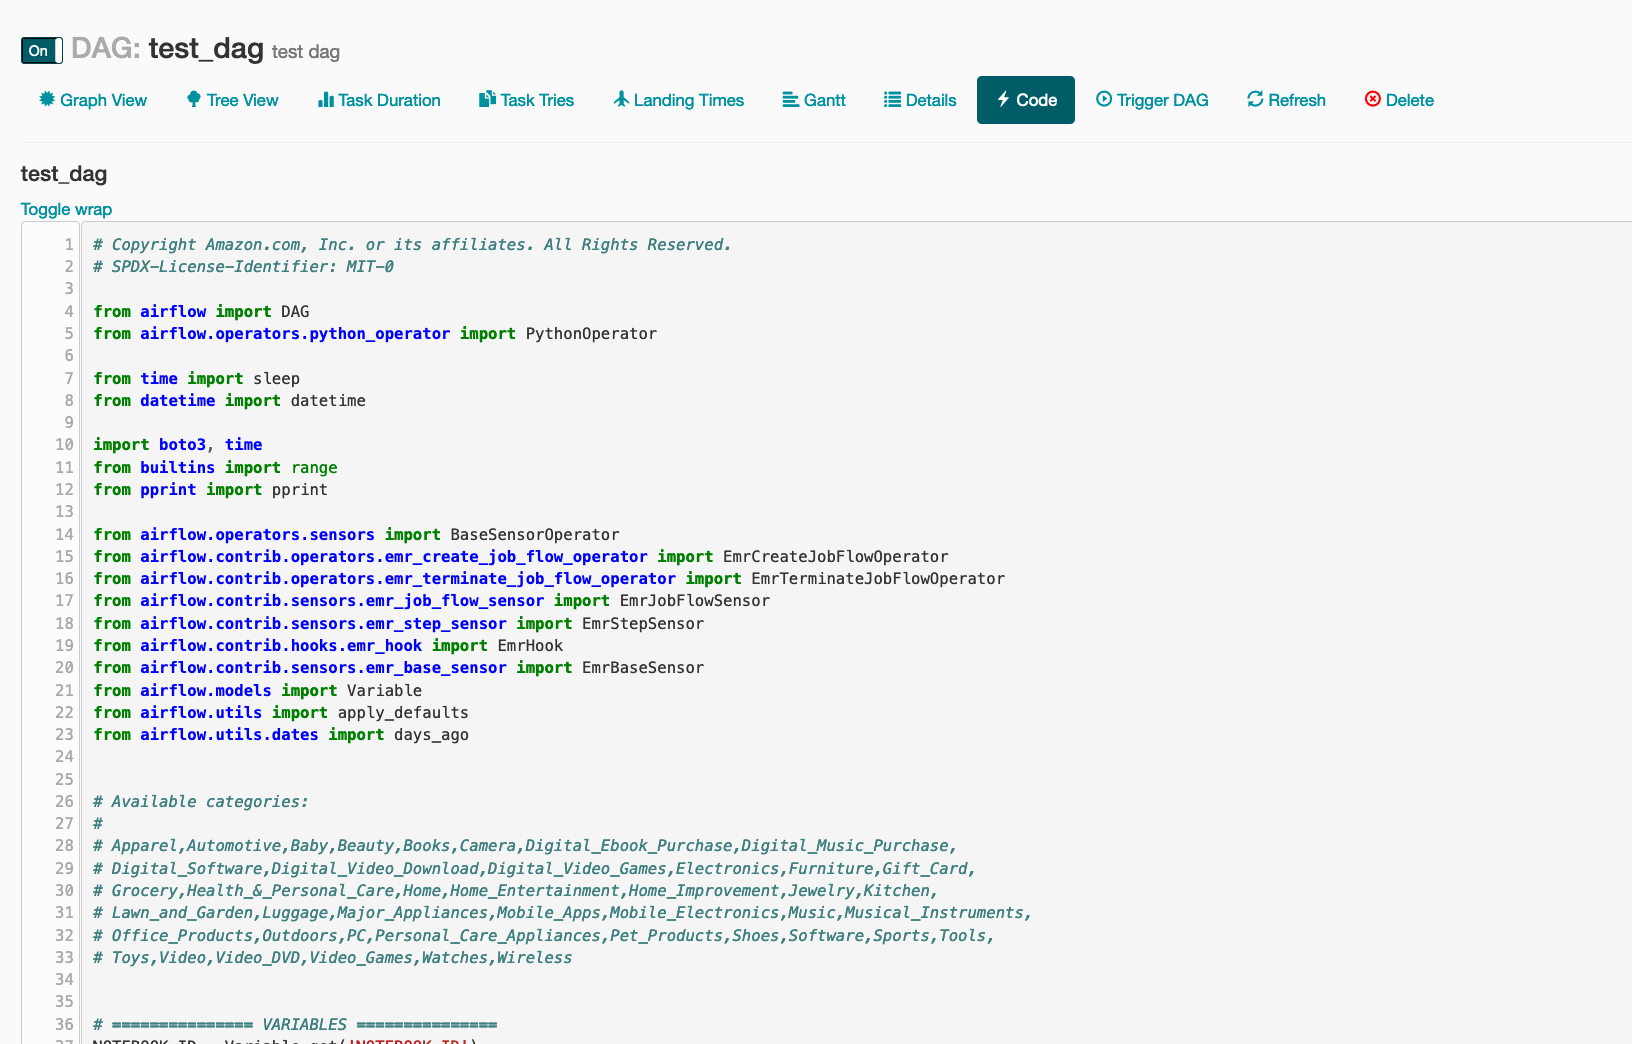 On DAG: test_dag test dag
Graph View Tree View Task Duration Task Tries Landing Times Gantt Details Code Trigger DAG Refresh Delete
test_dag
Toggle wrap
1 # Copyright Amazon.com, Inc. or its affiliates. All Rights Reserved.
2 # SPDX-License-Identifier: MIT-0
3
4 from airflow import DAG
5 from airflow.operators.python_operator import PythonOperator
6
7 from time import sleep
8 from datetime import datetime
9
10 import boto3, time
11 from builtins import range
12 from pprint import pprint
13
14 from airflow.operators.sensors import BaseSensorOperator
15 from airflow.contrib.operators.emr_create_job_flow_operator import EmrCreateJobFlowOperator
16 from airflow.contrib.operators.emr_terminate_job_flow_operator import EmrTerminateJobFlowOperator
17 from airflow.contrib.sensors.emr_job_flow_sensor import EmrJobFlowSensor
18 from airflow.contrib.sensors.emr_step_sensor import EmrStepSensor
19 from airflow.contrib.hooks.emr_hook import EmrHook
20 from airflow.contrib.sensors.emr_base_sensor import EmrBaseSensor
21 from airflow.models import Variable
22 from airflow.utils import apply_defaults
23 from airflow.utils.dates import days_ago
24
25
26 # Available categories:
27 #
28 # Apparel,Automotive,Baby,Beauty,Books,Camera,Digital_Ebook_Purchase,Digital_Music_Purchase,
29 # Digital_Software,Digital_Video_Download,Digital_Video_Games,Electronics,Furniture,Gift_Card,
30 # Grocery,Health_&_Personal_Care,Home,Home_Entertainment,Home_Improvement,Jewelry,Kitchen,
31 # Lawn_and_Garden,Luggage,Major_Appliances,Mobile_Apps,Mobile_Electronics,Music,Musical_Instruments,
32 # Office_Products,Outdoors,PC,Personal_Care_Appliances,Pet_Products,Shoes,Software,Sports,Tools,
33 # Toys,Video,Video_DVD,Video_Games,Watches,Wireless
34
35
36 # =============== VARIABLES ===============
37 NOTEBOOK_ID = Variable.get('NOTEBOOK_ID')